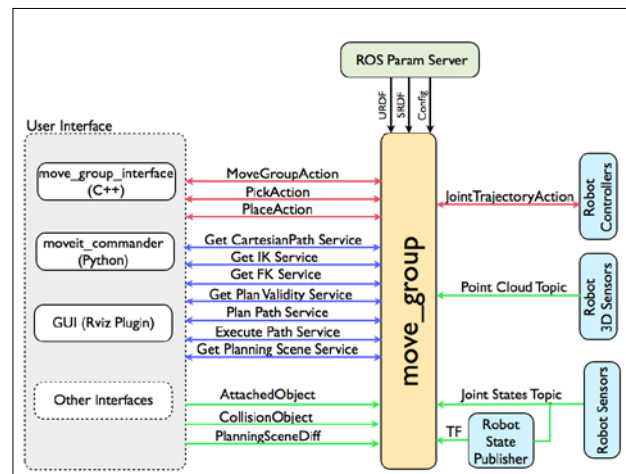 ROS Param Server
URDF
SRDF
Config
User Interface
move_group_interface
(C++)
moveit_commander
(Python)
GUI (Rviz Plugin)
Other Interfaces
MoveGroupAction
PickAction
PlaceAction
Get CartesianPath Service
Get IK Service
Get FK Service
Get Plan Validity Service
Plan Path Service
Execute Path Service
Get Planning Scene Service
AttachedObject
CollisionObject
PlanningSceneDiff
move_group
JointTrajectoryAction
Robot
Controllers
Point Cloud Topic
Robot
3D Sensors
Joint States Topic
TF
Robot
State
Publisher
Robot Sensors